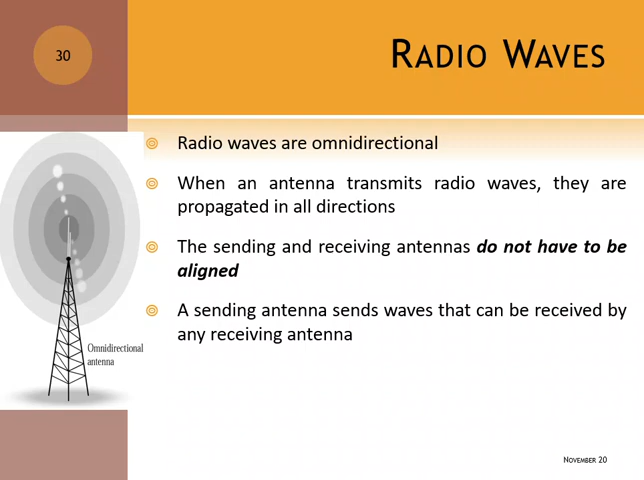 30
RADIO WAVES
Radio waves are omnidirectional
When an antenna transmits radio waves, they are
propagated in all directions
The sending and receiving antennas do not have to be
aligned
A sending antenna sends waves that can be received by
any receiving antenna
Omnidirectional
antenna
NOVEMBER 20